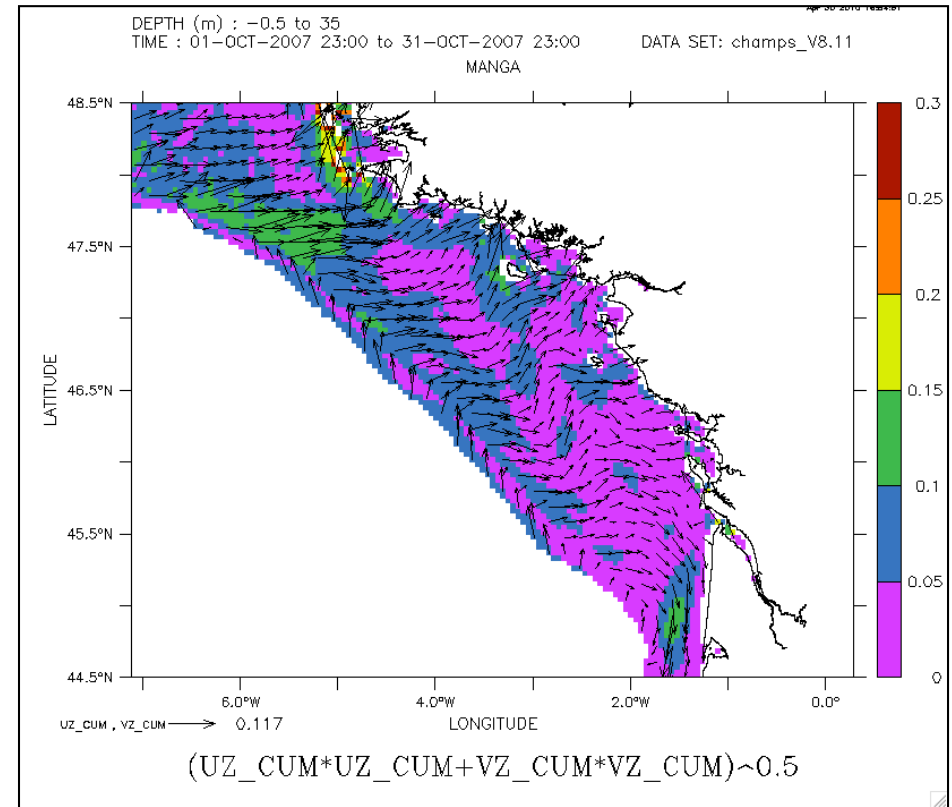 DEPTH (m) : -0.5 to 35
TIME : 01-OCT-2007 23:00 to 31-OCT-2007 23:00 DATA SET: champs_V8.11
MANGA
48.5°N
47.5°N
46.5°N
45.5°N
44.5°N
LATITUDE
0.3
0.25
0.2
0.15
0.1
0.05
0
6.0°W 4.0°W 2.0°W 0.0°
LONGITUDE
UZ_CUM , VZ_CUM 0.117
(UZ_CUM*UZ_CUM+VZ_CUM*VZ_CUM)^0.5